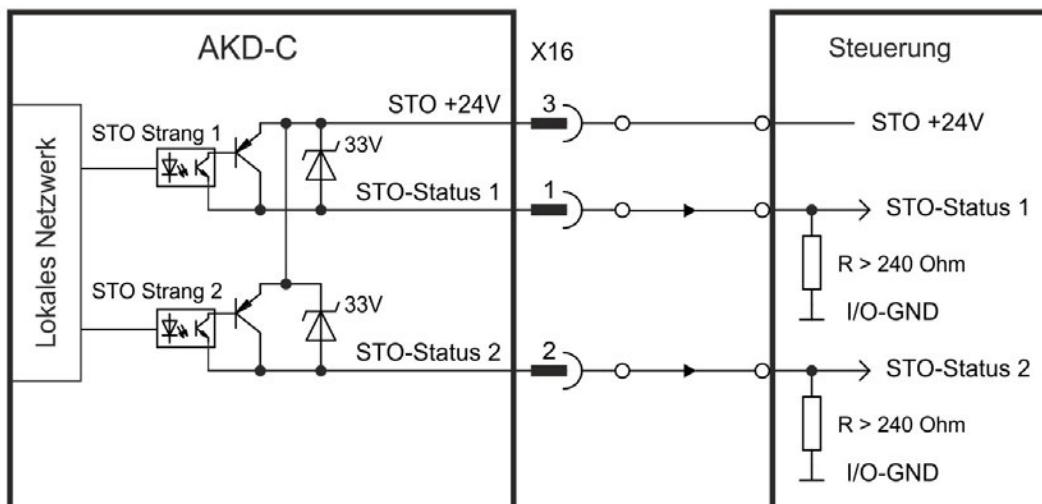 AKD-C
X16
Steuerung
STO +24V
3
STO +24V
STO Strang 1
33V
STO-Status 1
1
STO-Status 1
R > 240 Ohm
I/O-GND
Lokales Netzwerk
STO Strang 2
33V
STO-Status 2
2
STO-Status 2
R > 240 Ohm
I/O-GND